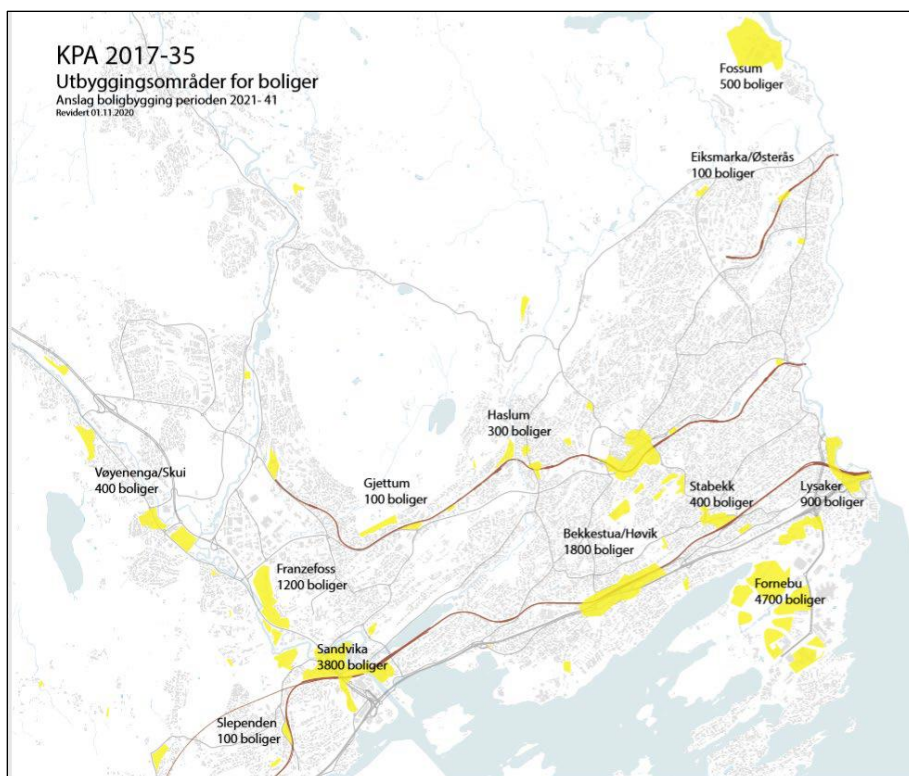 KPA 2017-35
Utbyggingsområder for boliger
Anslag boligbygging perioden 2021- 41
Revidert 01.11.2020
Fossum
500 boliger
Eiksmarka/Østerås
100 boliger
Haslum
300 boliger
Vøyenenga/Skui
400 boliger
Gjettum
100 boliger
Stabekk
400 boliger
Lysaker
900 boliger
Bekkestua/Høvik
1800 boliger
Franzefoss
1200 boliger
Fornebu
4700 boliger
Sandvika
3800 boliger
Slependen
100 boliger